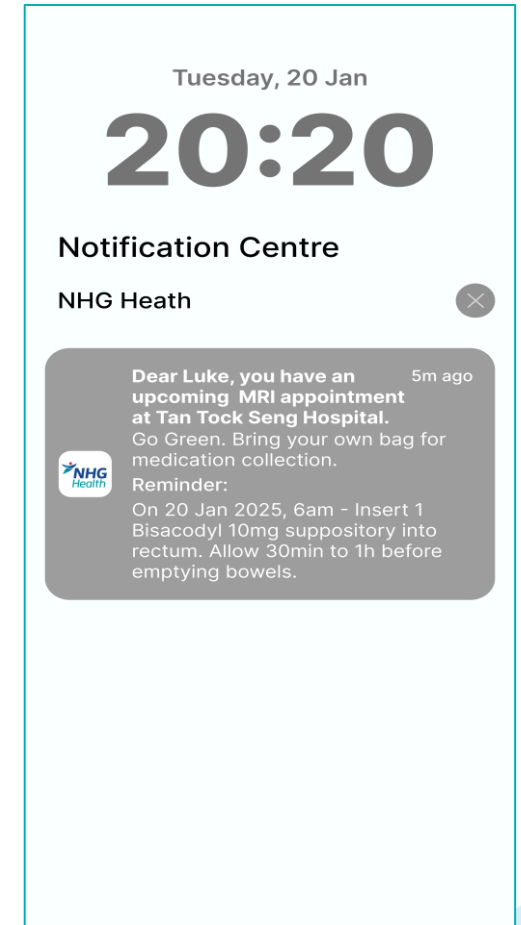 Tuesday, 20 Jan
20:20
Notification Centre
NHG Heath
Dear Luke, you have an
5m ago
upcoming MRI appointment
at Tan Tock Seng Hospital.
Go Green. Bring your own bag for
medication collection.
NHG
Health
Reminder:
On 20 Jan 2025, 6am - Insert 1
Bisacodyl 10mg suppository into
rectum. Allow 30min to 1h before
emptying bowels.